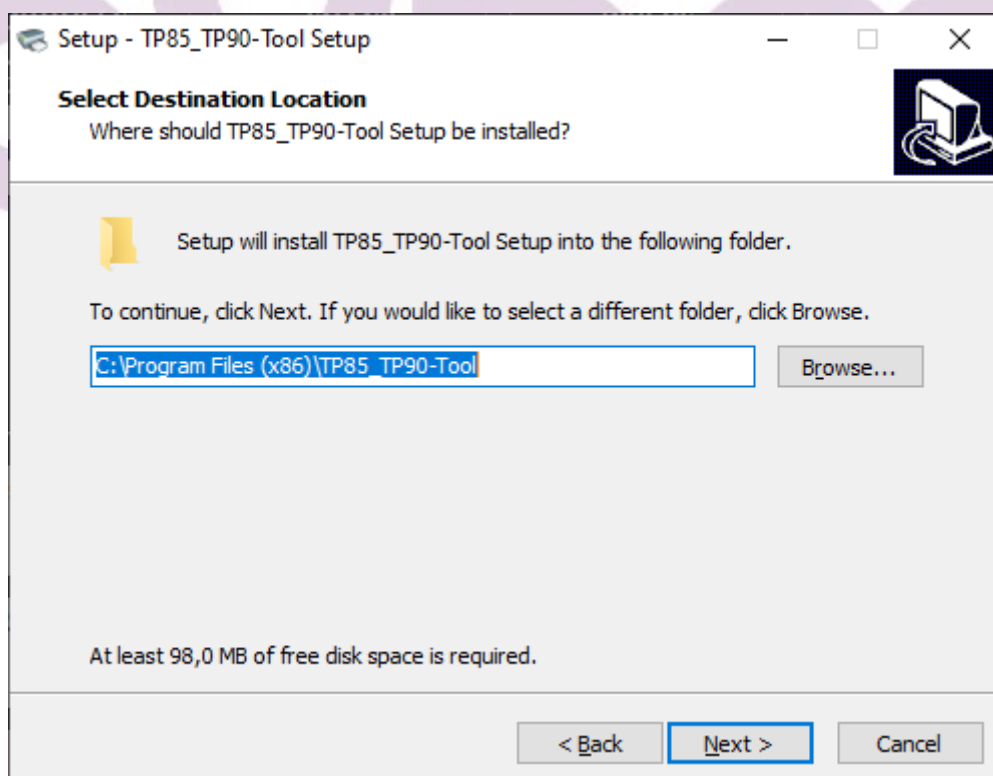 Setup - TP85_TP90-Tool Setup
Select Destination Location
Where should TP85_TP90-Tool Setup be installed?
Setup will install TP85_TP90-Tool Setup into the following folder.
To continue, click Next. If you would like to select a different folder, click Browse.
C:\Program Files (x86)\TP85_TP90-Tool
Browse...
At least 98,0 MB of free disk space is required.
< Back
Next >
Cancel